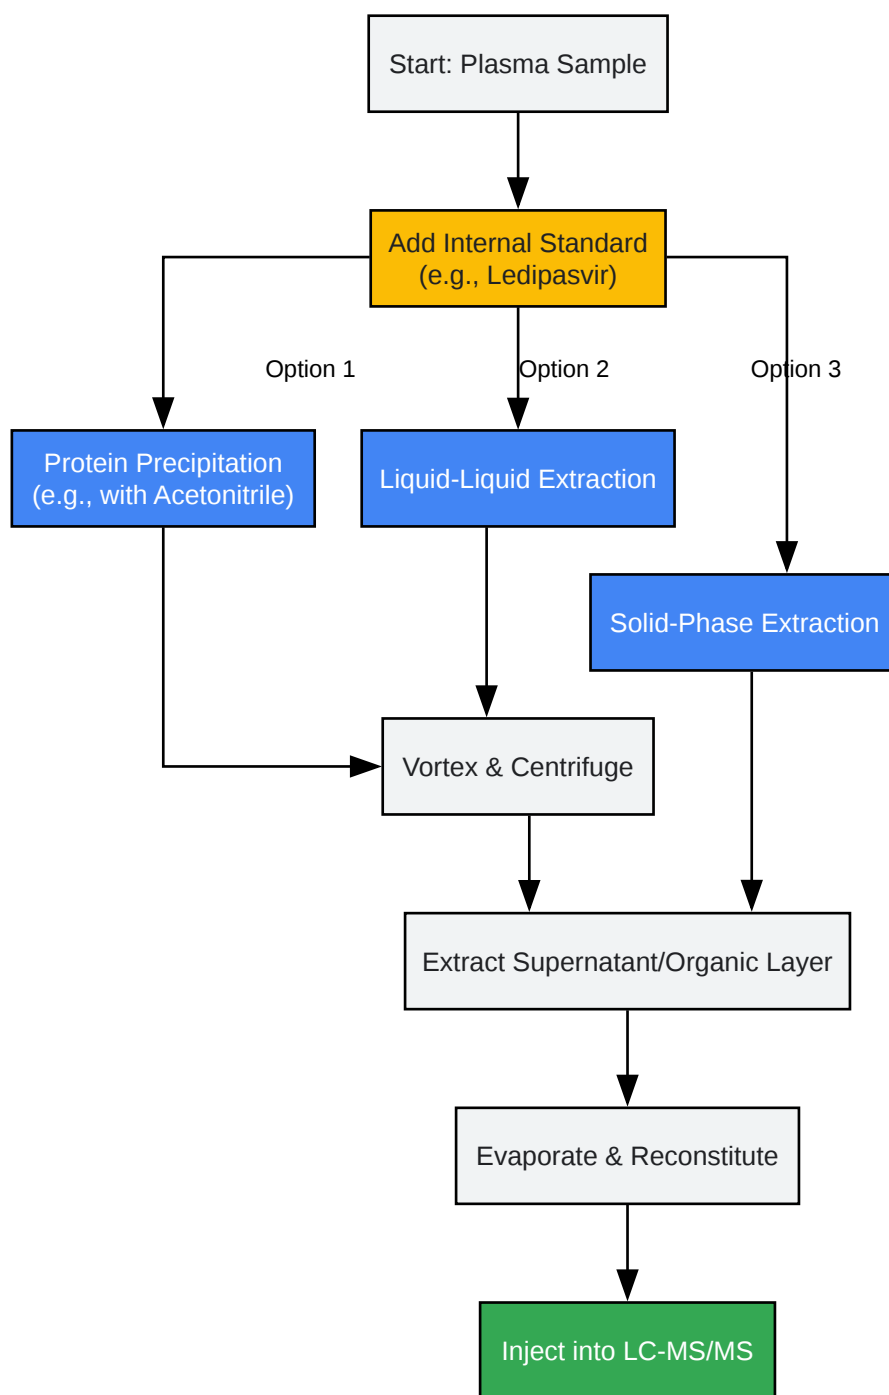 Start: Plasma Sample
Add Internal Standard
(e.g., Ledipasvir)
Option 1
Option 2
Option 3
Protein Precipitation
(e.g., with Acetonitrile)
Liquid-Liquid Extraction
Solid-Phase Extraction
Vortex & Centrifuge
Extract Supernatant/Organic Layer
Evaporate & Reconstitute
Inject into LC-MS/MS